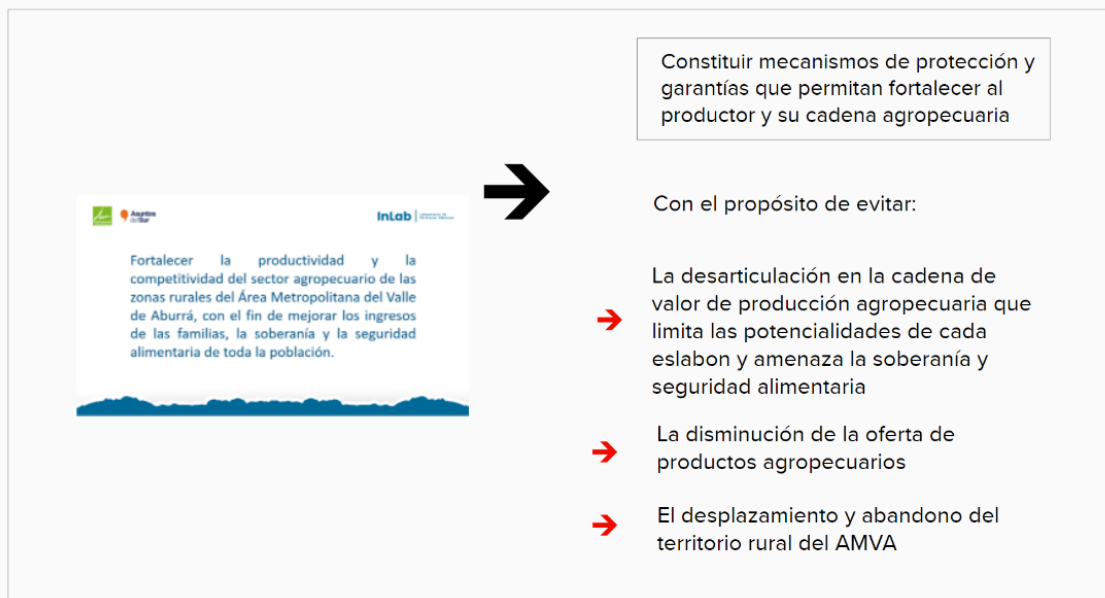 Asuntos
del Sur
InLab
Fortalecer la productividad y la
competitividad del sector agropecuario de las
zonas rurales del Área Metropolitana del Valle
de Aburrá, con el fin de mejorar los ingresos
de las familias, la soberanía y la seguridad
alimentaria de toda la población.
Constituir mecanismos de protección y
garantías que permitan fortalecer al
productor y su cadena agropecuaria
Con el propósito de evitar:
La desarticulación en la cadena de
valor de producción agropecuaria que
limita las potencialidades de cada
eslabon y amenaza la soberanía y
seguridad alimentaria
La disminución de la oferta de
productos agropecuarios
El desplazamiento y abandono del
territorio rural del AMVA